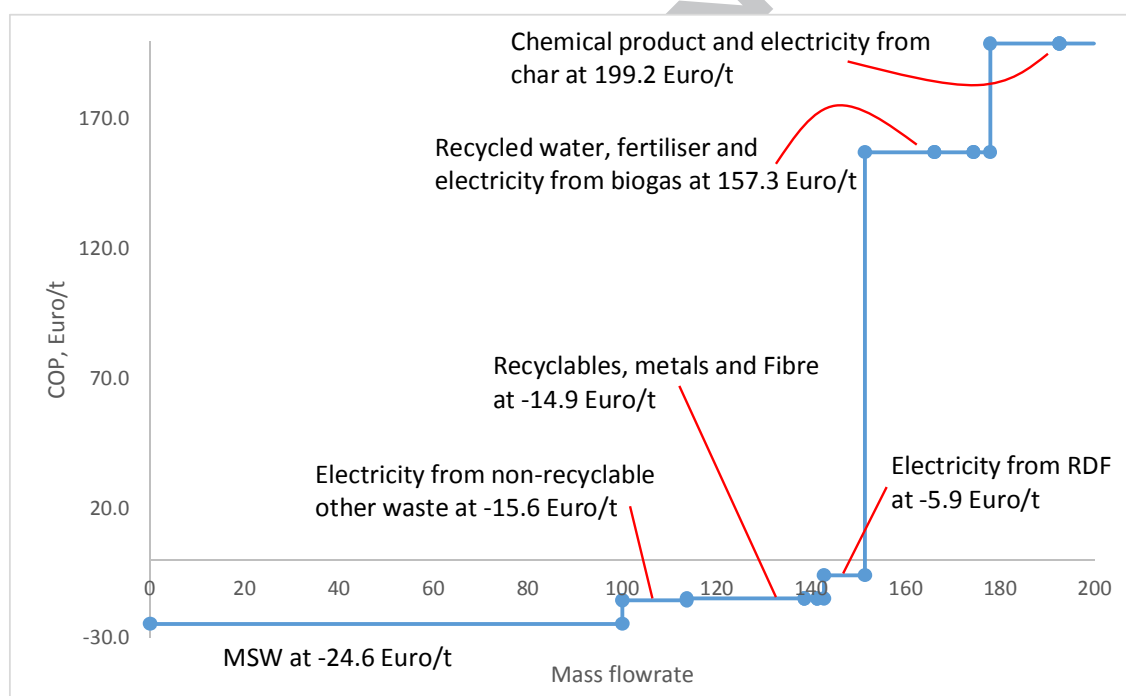 Chemical product and electricity from
char at 199.2 Euro/t
170.0
Recycled water, fertiliser and
electricity from biogas at 157.3 Euro/t
120.0
COP, Euro/t
70.0
Recyclables, metals and Fibre
at -14.9 Euro/t
Electricity from non-recyclable
other waste at -15.6 Euro/t
Electricity from RDF
at -5.9 Euro/t
20.0
0 20 40 60 80 100 120 140 160 180 200
-30.0
MSW at -24.6 Euro/t
Mass flowrate